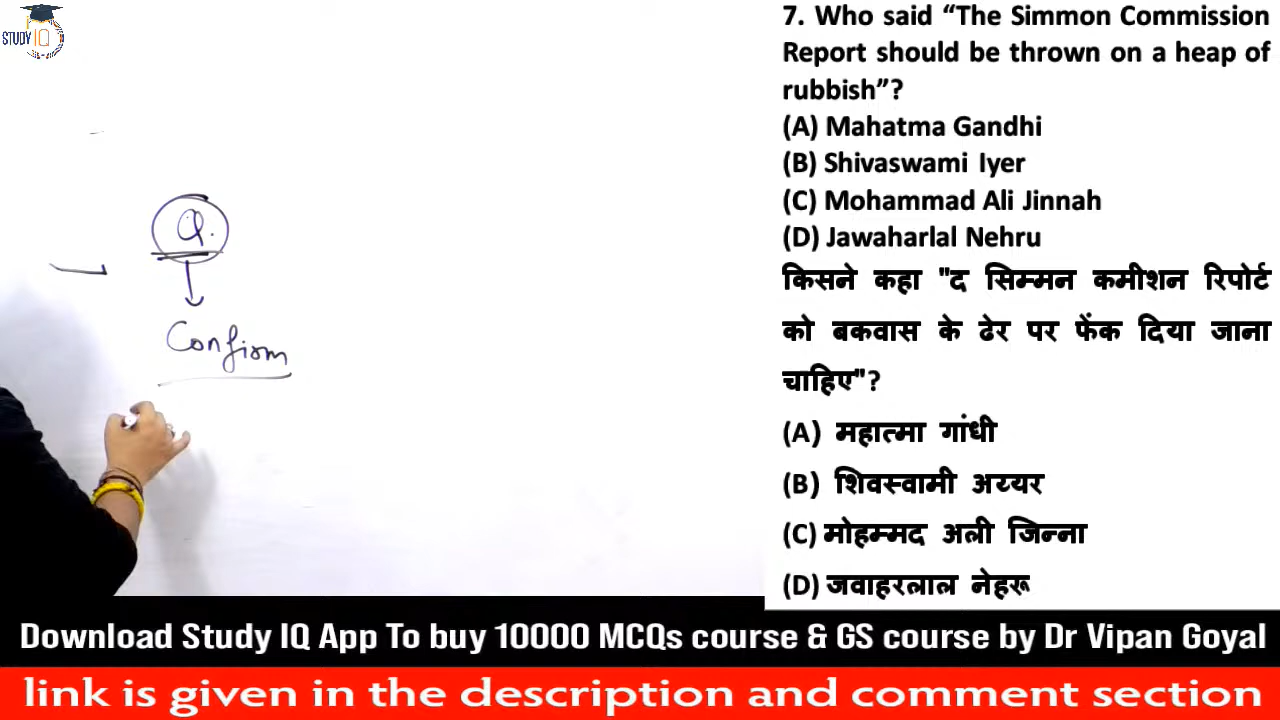 STUDY IQ
Q.
Confirm
7. Who said “The Simmon Commission
Report should be thrown on a heap of
rubbish”?
(A) Mahatma Gandhi
(B) Shivaswami Iyer
(C) Mohammad Ali Jinnah
(D) Jawaharlal Nehru
किसने कहा "द सिम्मन कमीशन रिपोर्ट
को बकवास के ढेर पर फेंक दिया जाना
चाहिए"?
(A) महात्मा गांधी
(B) शिवस्वामी अय्यर
(C) मोहम्मद अली जिन्ना
(D) जवाहरलाल नेहरू
Download Study IQ App To buy 10000 MCQs course & GS course by Dr Vipan Goyal
link is given in the description and comment section